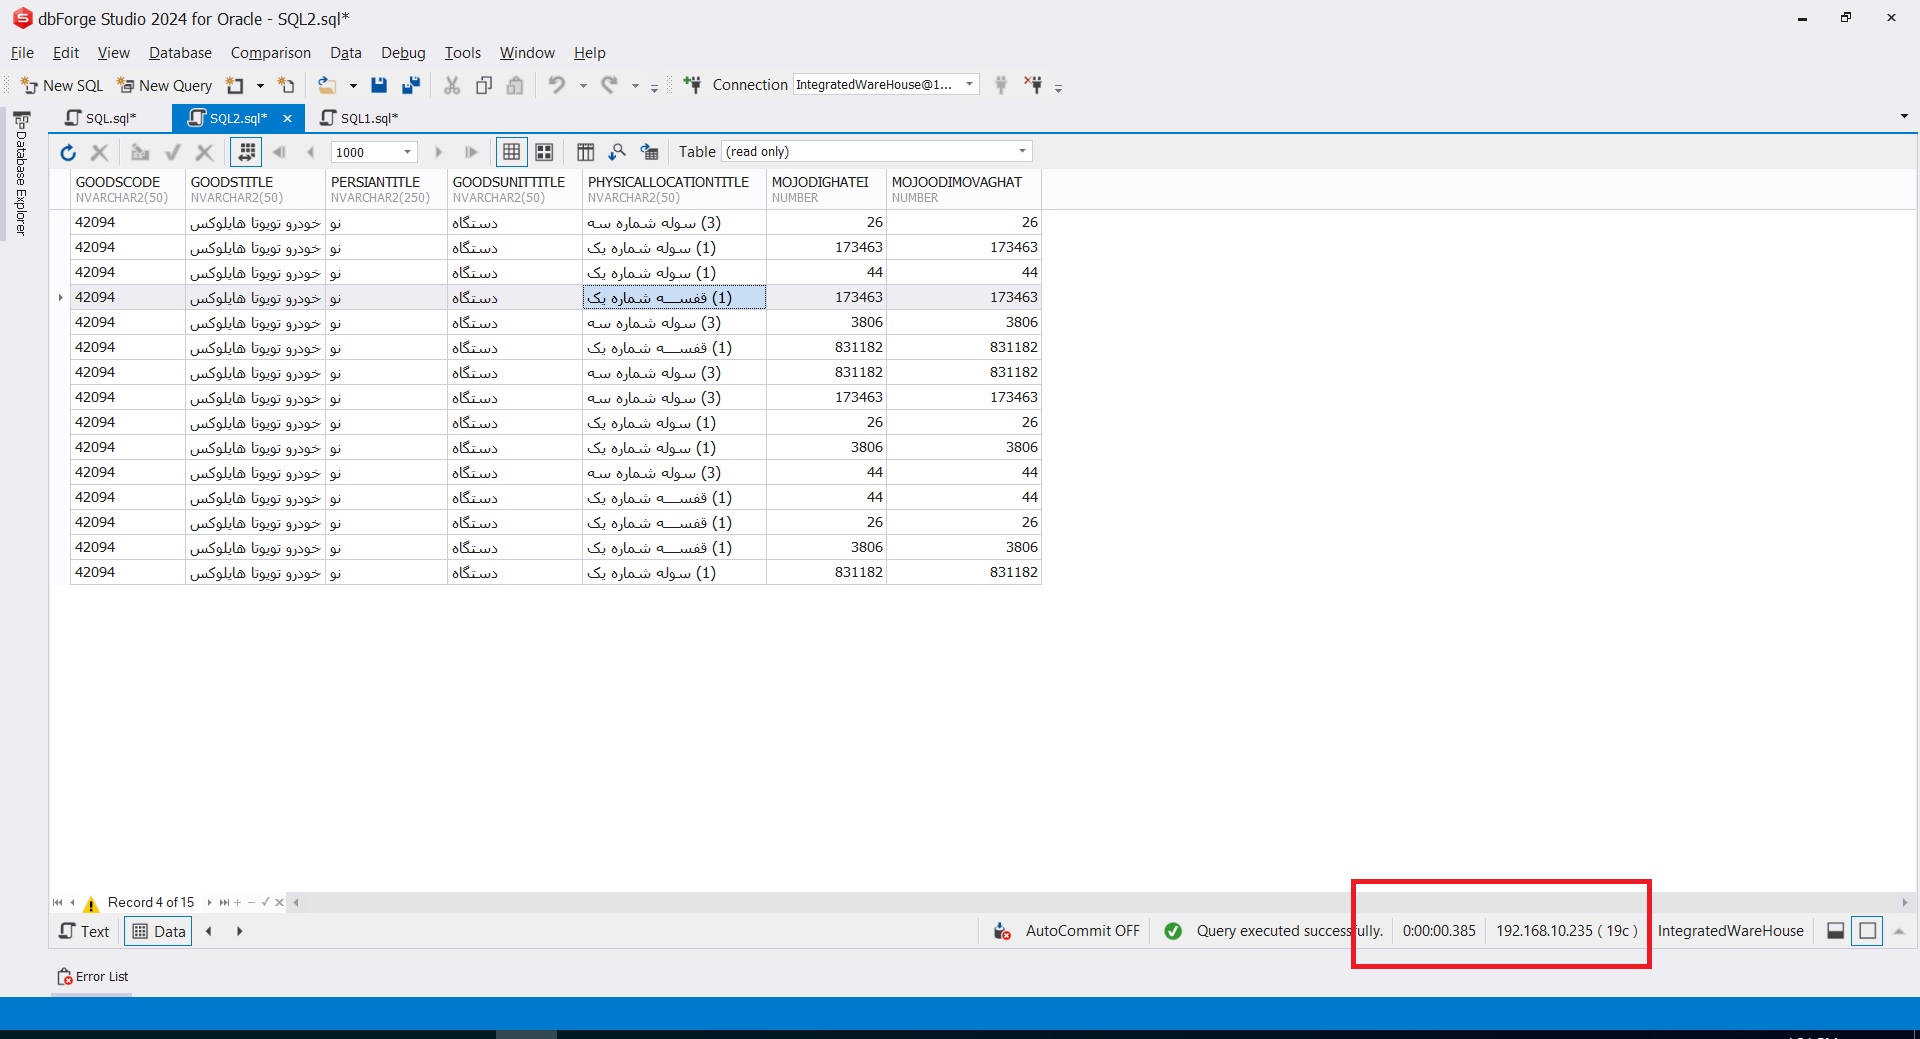 dbForge Studio 2024 for Oracle - SQL2.sql*
File Edit View Database Comparison Data Debug Tools Window Help
New SQL New Query Connection IntegratedWareHouse@1...
SQL.sql* SQL2.sql* SQL1.sql*
Database Explorer
1000 Table (read only)
GOODSCODE GOODSTITLE PERSIANTITLE GOODSUNITTITLE PHYSICALLOCATIONTITLE MOJODIGHATEI MOJOODIMOVAGHAT
NVARCHAR2(50) NVARCHAR2(50) NVARCHAR2(250) NVARCHAR2(50) NVARCHAR2(50) NUMBER NUMBER
42094 خودرو تویوتا هایلوکس نو دستگاه سوله شماره سه (3) 26 26
42094 خودرو تویوتا هایلوکس نو دستگاه سوله شماره یک (1) 173463 173463
42094 خودرو تویوتا هایلوکس نو دستگاه سوله شماره یک (1) 44 44
42094 خودرو تویوتا هایلوکس نو دستگاه قفســـه شماره یک (1) 173463 173463
42094 خودرو تویوتا هایلوکس نو دستگاه سوله شماره سه (3) 3806 3806
42094 خودرو تویوتا هایلوکس نو دستگاه قفســـه شماره یک (1) 831182 831182
42094 خودرو تویوتا هایلوکس نو دستگاه سوله شماره سه (3) 831182 831182
42094 خودرو تویوتا هایلوکس نو دستگاه سوله شماره سه (3) 173463 173463
42094 خودرو تویوتا هایلوکس نو دستگاه سوله شماره یک (1) 26 26
42094 خودرو تویوتا هایلوکس نو دستگاه سوله شماره یک (1) 3806 3806
42094 خودرو تویوتا هایلوکس نو دستگاه سوله شماره سه (3) 44 44
42094 خودرو تویوتا هایلوکس نو دستگاه قفســـه شماره یک (1) 44 44
42094 خودرو تویوتا هایلوکس نو دستگاه قفســـه شماره یک (1) 26 26
42094 خودرو تویوتا هایلوکس نو دستگاه قفســـه شماره یک (1) 3806 3806
42094 خودرو تویوتا هایلوکس نو دستگاه سوله شماره یک (1) 831182 831182
Record 4 of 15
Text Data AutoCommit OFF Query executed successfully. 0:00:00.385 192.168.10.235 ( 19c ) IntegratedWareHouse
Error List